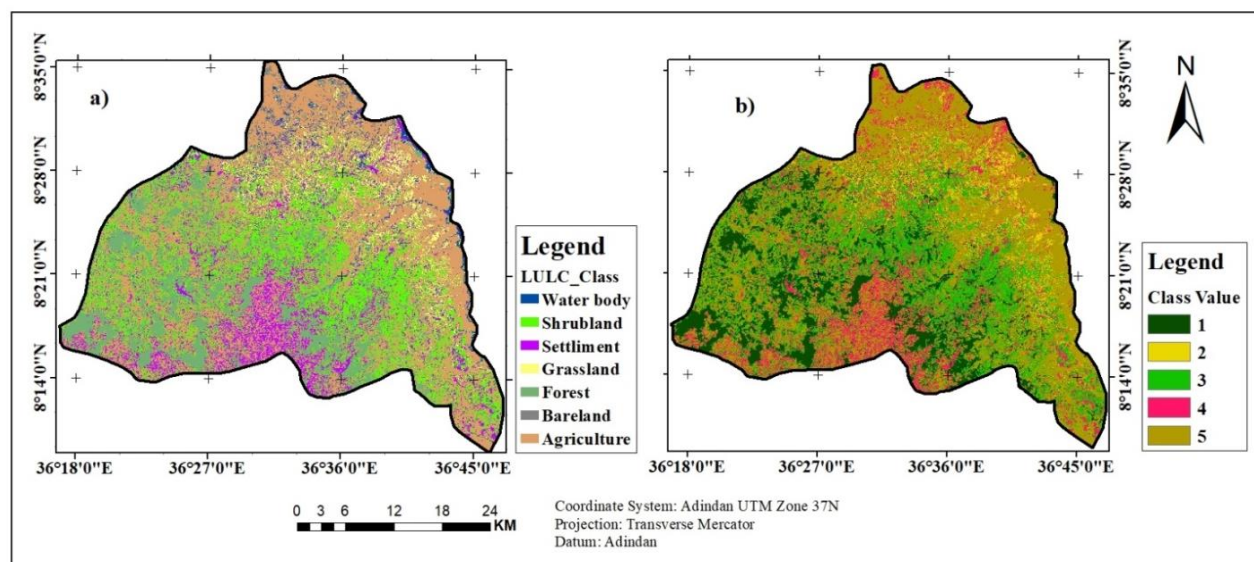 a)
8°35'0"N
8°28'0"N
8°21'0"N
8°14'0"N
36°18'0"E
36°27'0"E
36°36'0"E
36°45'0"E
Legend
LULC_Class
Water body
Shrubland
Settliment
Grassland
Forest
Bareland
Agriculture
b)
8°35'0"N
8°28'0"N
8°21'0"N
8°14'0"N
36°18'0"E
36°27'0"E
36°36'0"E
36°45'0"E
N
Legend
Class Value
1
2
3
4
5
0 3 6 12 18 24
KM
Coordinate System: Adindan UTM Zone 37N
Projection: Transverse Mercator
Datum: Adindan